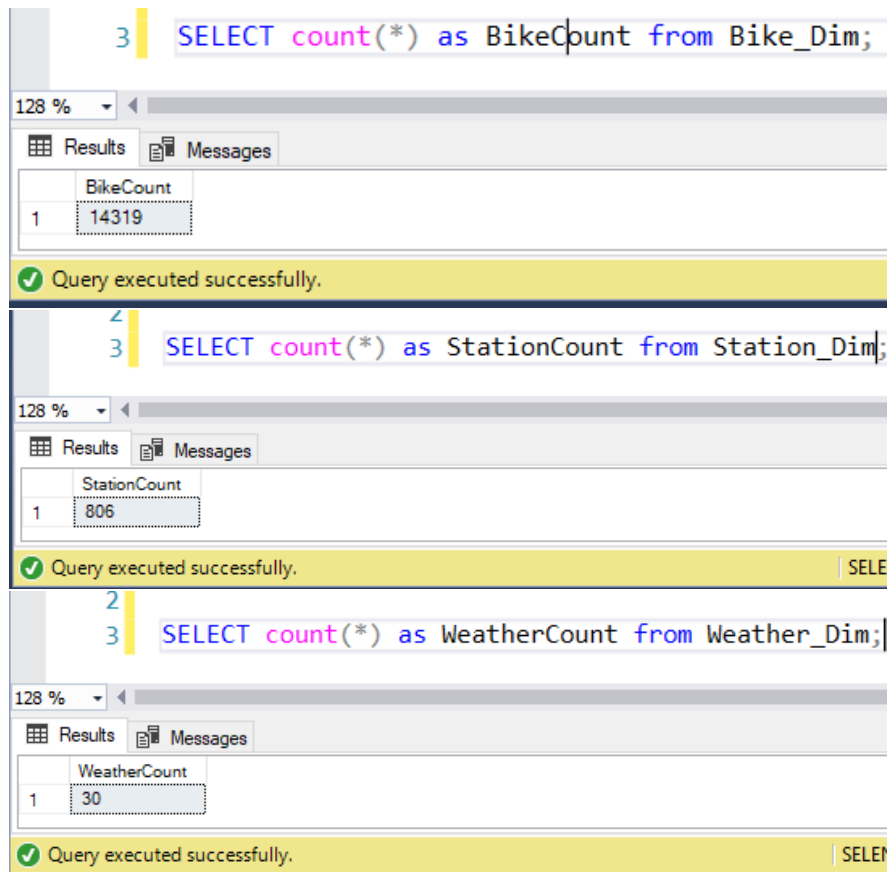 3 SELECT count(*) as BikeCount from Bike_Dim;
128 %
Results Messages
BikeCount
1 14319
Query executed successfully.
2
3 SELECT count(*) as StationCount from Station_Dim;
128 %
Results Messages
StationCount
1 806
Query executed successfully. SELE
2
3 SELECT count(*) as WeatherCount from Weather_Dim;
128 %
Results Messages
WeatherCount
1 30
Query executed successfully. SELEN